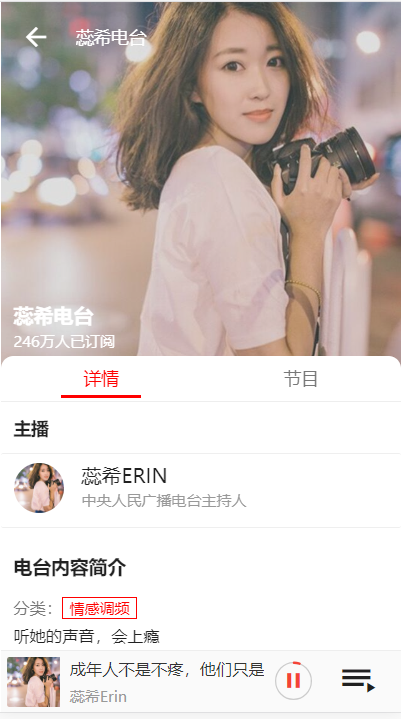 蕊希电台
蕊希电台
246万人已订阅
详情 节目
主播
蕊希ERIN
中央人民广播电台主持人
电台内容简介
分类： 情感调频
听她的声音，会上瘾
成年人不是不疼，他们只是
蕊希Erin